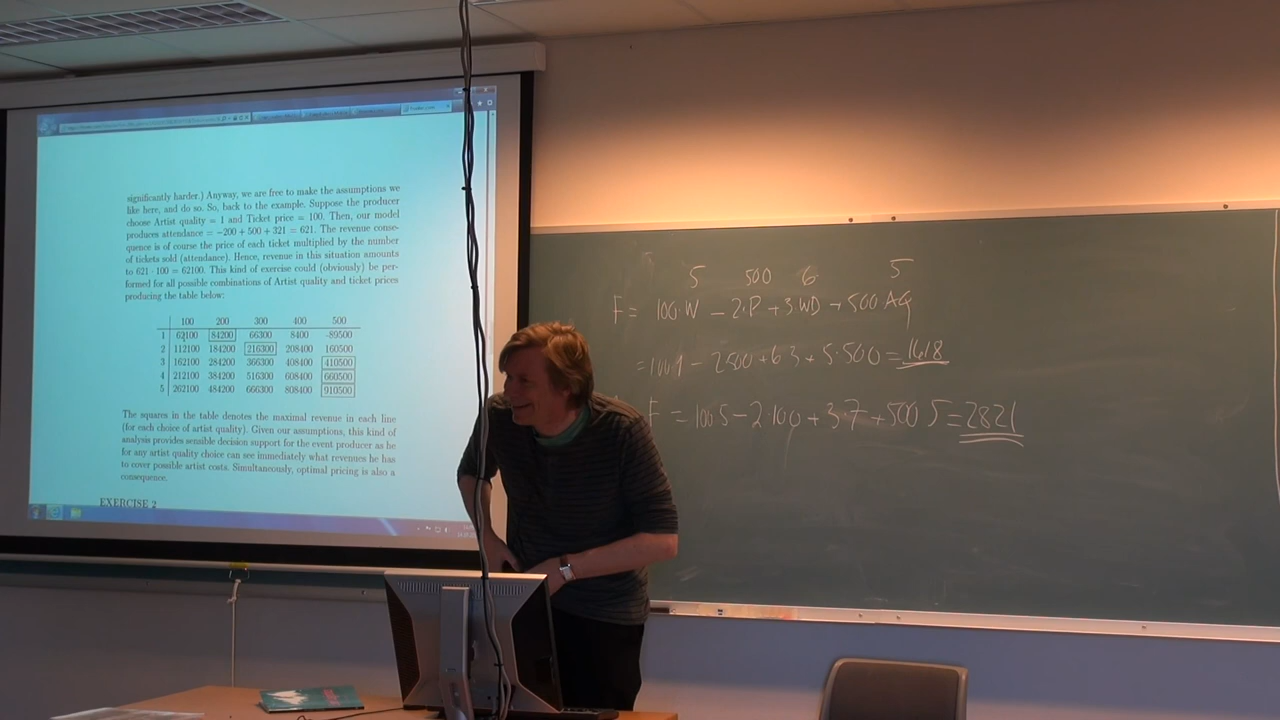 significantly harder.) Anyway, we are free to make the assumptions we
like here, and do so. So, back to the example. Suppose the producer
choose Artist quality = 1 and Ticket price = 100. Then, our model
produces attendance = −200 + 500 + 321 = 621. The revenue conse-
quence is of course the price of each ticket multiplied by the number
of tickets sold (attendance). Hence, revenue in this situation amounts
to 621 · 100 = 62100. This kind of exercise could (obviously) be per-
formed for all possible combinations of Artist quality and ticket prices
producing the table below:
100 200 300 400 500
1 62100 84200 66300 8400 -89500
2 112100 184200 216300 208400 160500
3 162100 284200 366300 408400 410500
4 212100 384200 516300 608400 660500
5 262100 484200 666300 808400 910500
The squares in the table denotes the maximal revenue in each line
(for each choice of artist quality). Given our assumptions, this kind of
analysis provides sensible decision support for the event producer as he
for any artist quality choice can see immediately what revenues he has
to cover possible artist costs. Simultaneously, optimal pricing is also a
consequence.
EXERCISE 2
5 500 6 5
F = 100·W − 2·P + 3WD + 500 AQ
= 100·1 − 2500 + 63 + 5·500 = 1618
F = 100 5 − 2·100 + 3·7 + 500 5 = 2821